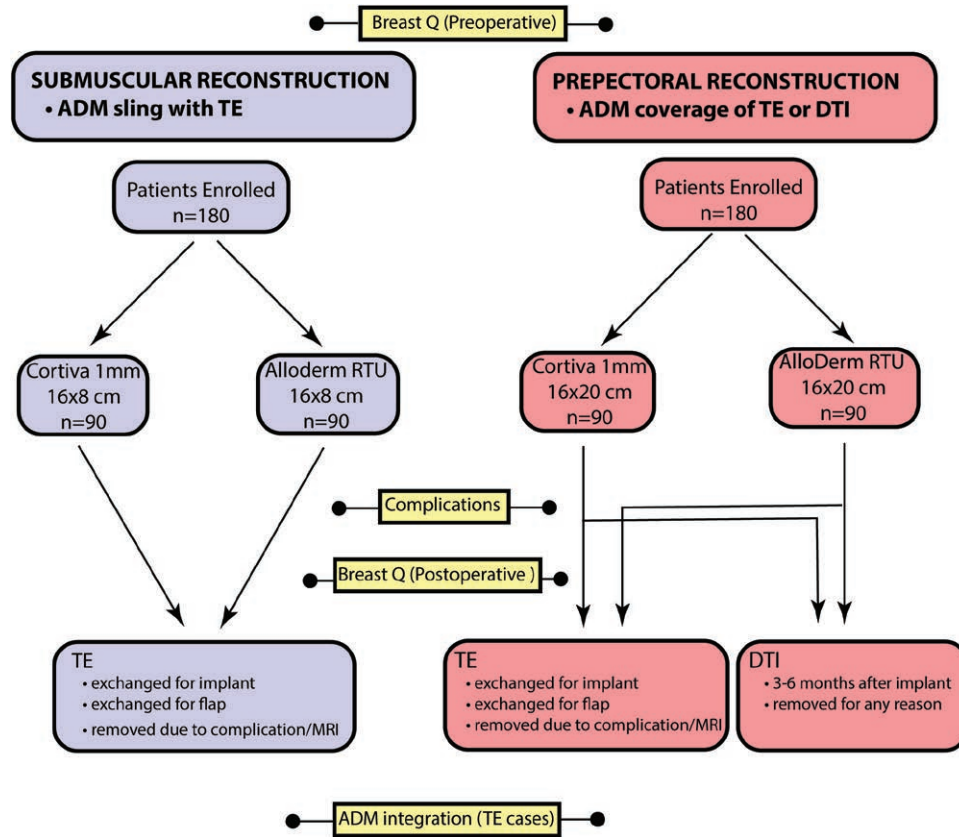 Breast Q (Preoperative)
SUBMUSCULAR RECONSTRUCTION
• ADM sling with TE
PREPECTORAL RECONSTRUCTION
• ADM coverage of TE or DTI
Patients Enrolled
n=180
Patients Enrolled
n=180
Cortiva 1mm
16x8 cm
n=90
Alloderm RTU
16x8 cm
n=90
Cortiva 1mm
16x20 cm
n=90
AlloDerm RTU
16x20 cm
n=90
Complications
Breast Q (Postoperative )
TE
• exchanged for implant
• exchanged for flap
• removed due to complication/MRI
TE
• exchanged for implant
• exchanged for flap
• removed due to complication/MRI
DTI
• 3-6 months after implant
• removed for any reason
ADM integration (TE cases)